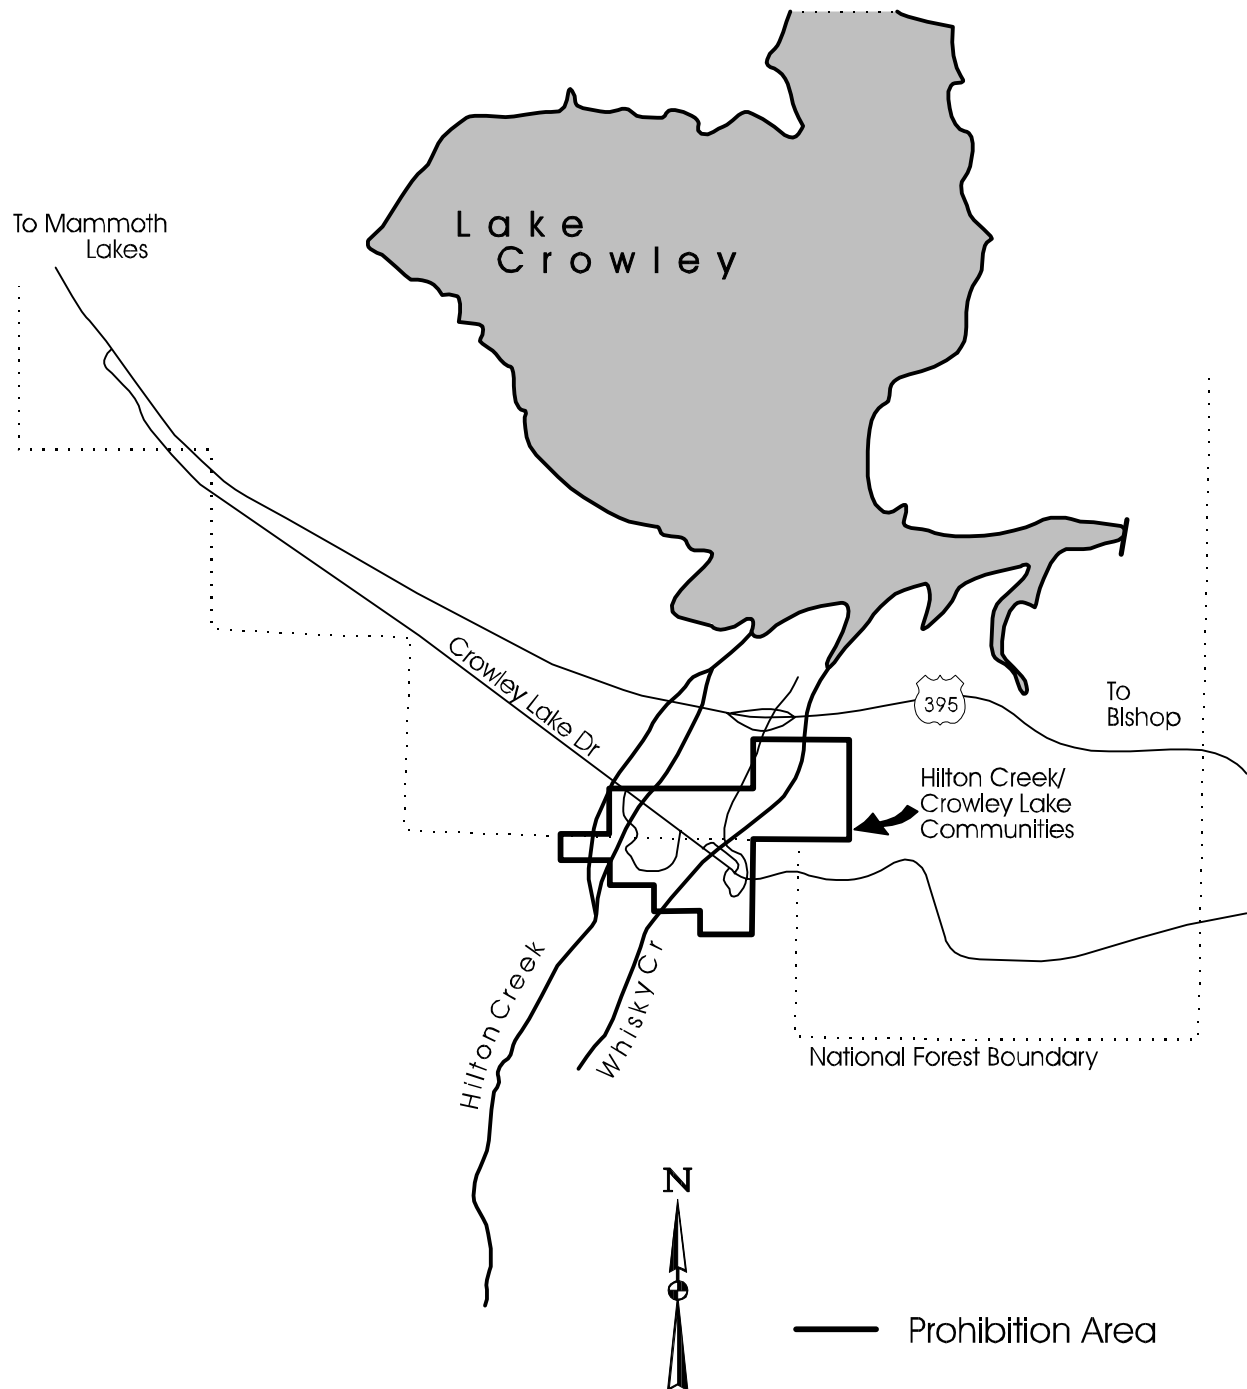 Lake
Crowley
To Mammoth
Lakes
Crowley Lake Dr
395
To
BIshop
Hilton Creek/
Crowley Lake
Communities
Hilton Creek
Whisky Cr
National Forest Boundary
N
Prohibition Area